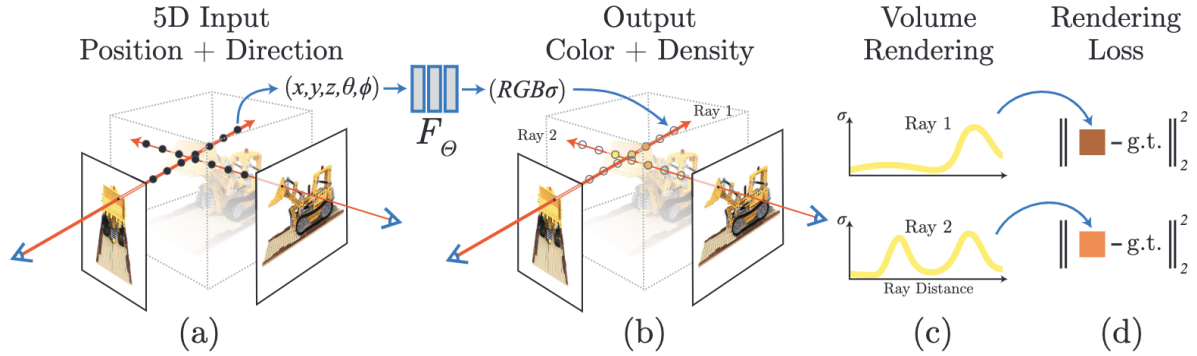 5D Input
Position + Direction
Output
Color + Density
Volume
Rendering
Rendering
Loss
(x,y,z,θ,ϕ)
(RGBσ)
F_Θ
Ray 1
Ray 2
σ
Ray 1
σ
Ray 2
Ray Distance
‖ − g.t. ‖₂²
‖ − g.t. ‖₂²
(a)
(b)
(c)
(d)